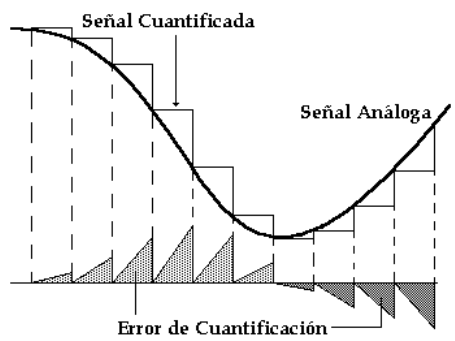 Señal Cuantificada
Señal Análoga
Error de Cuantificación